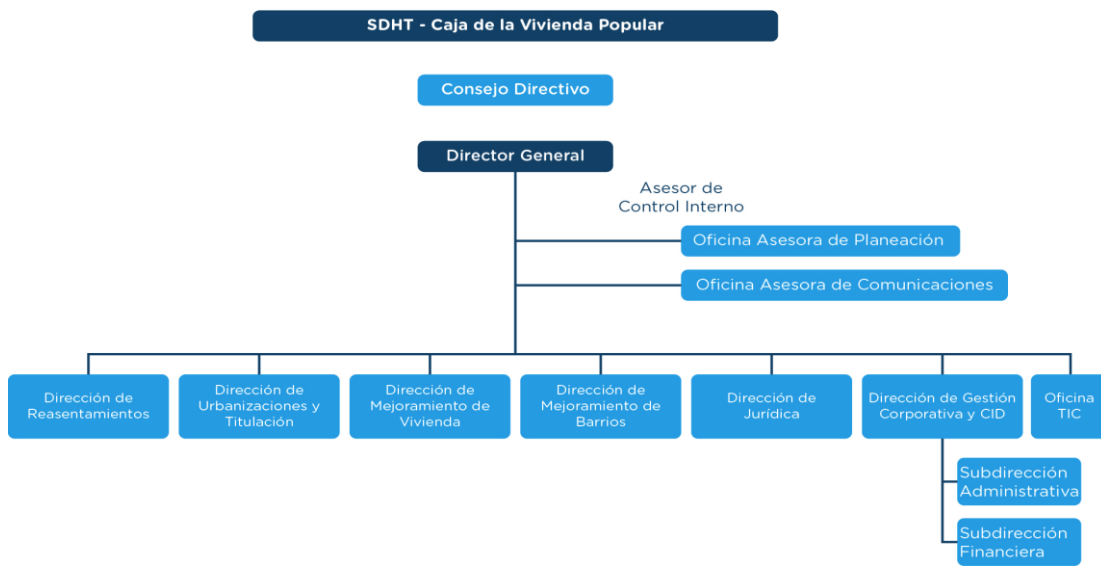 SDHT - Caja de la Vivienda Popular
Consejo Directivo
Director General
Asesor de
Control Interno
Oficina Asesora de Planeación
Oficina Asesora de Comunicaciones
Dirección de
Reasentamientos
Dirección de
Urbanizaciones y
Titulación
Dirección de
Mejoramiento de
Vivienda
Dirección de
Mejoramiento de
Barrios
Dirección de
Jurídica
Dirección de Gestión
Corporativa y CID
Oficina
TIC
Subdirección
Administrativa
Subdirección
Financiera